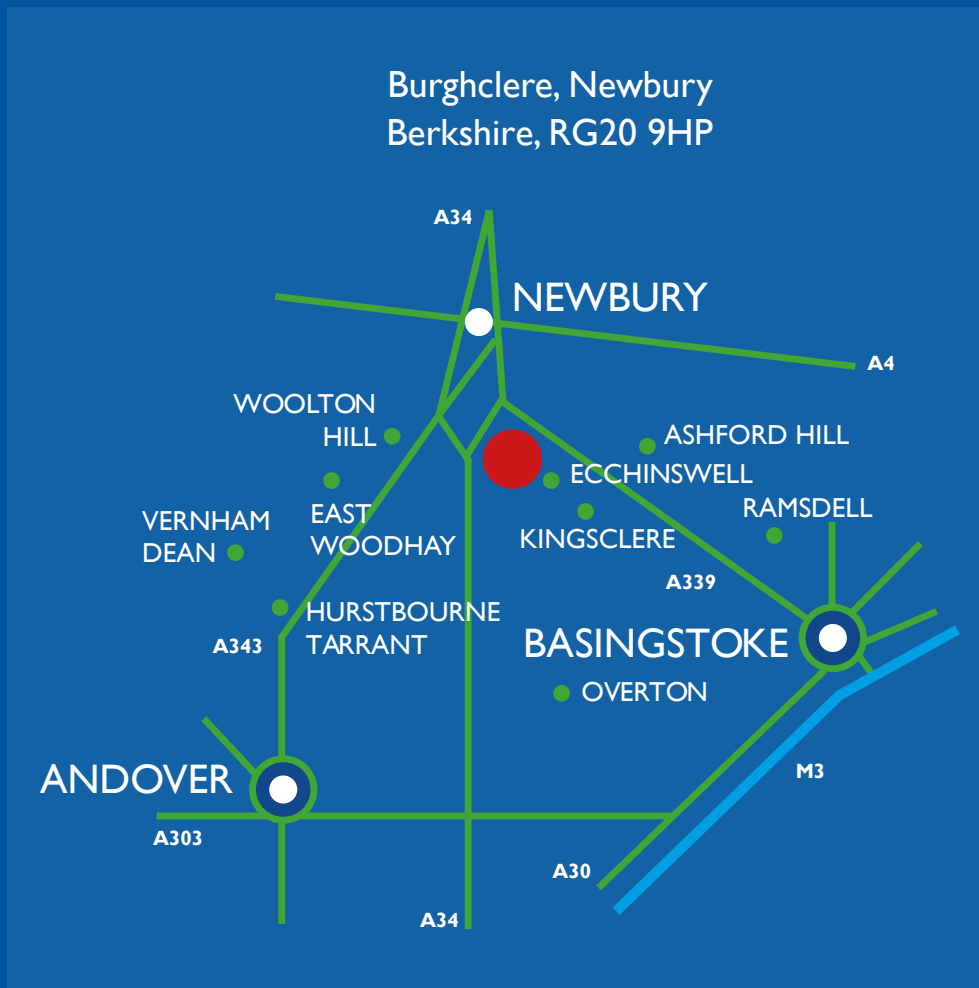 Burghclere, Newbury
Berkshire, RG20 9HP
A34
NEWBURY
A4
WOOLTON
HILL
ASHFORD HILL
ECCHINSWELL
RAMSDELL
EAST
WOODHAY
VERNHAM
DEAN
KINGSCLERE
A339
HURSTBOURNE
TARRANT
A343
BASINGSTOKE
OVERTON
ANDOVER
M3
A303
A30
A34